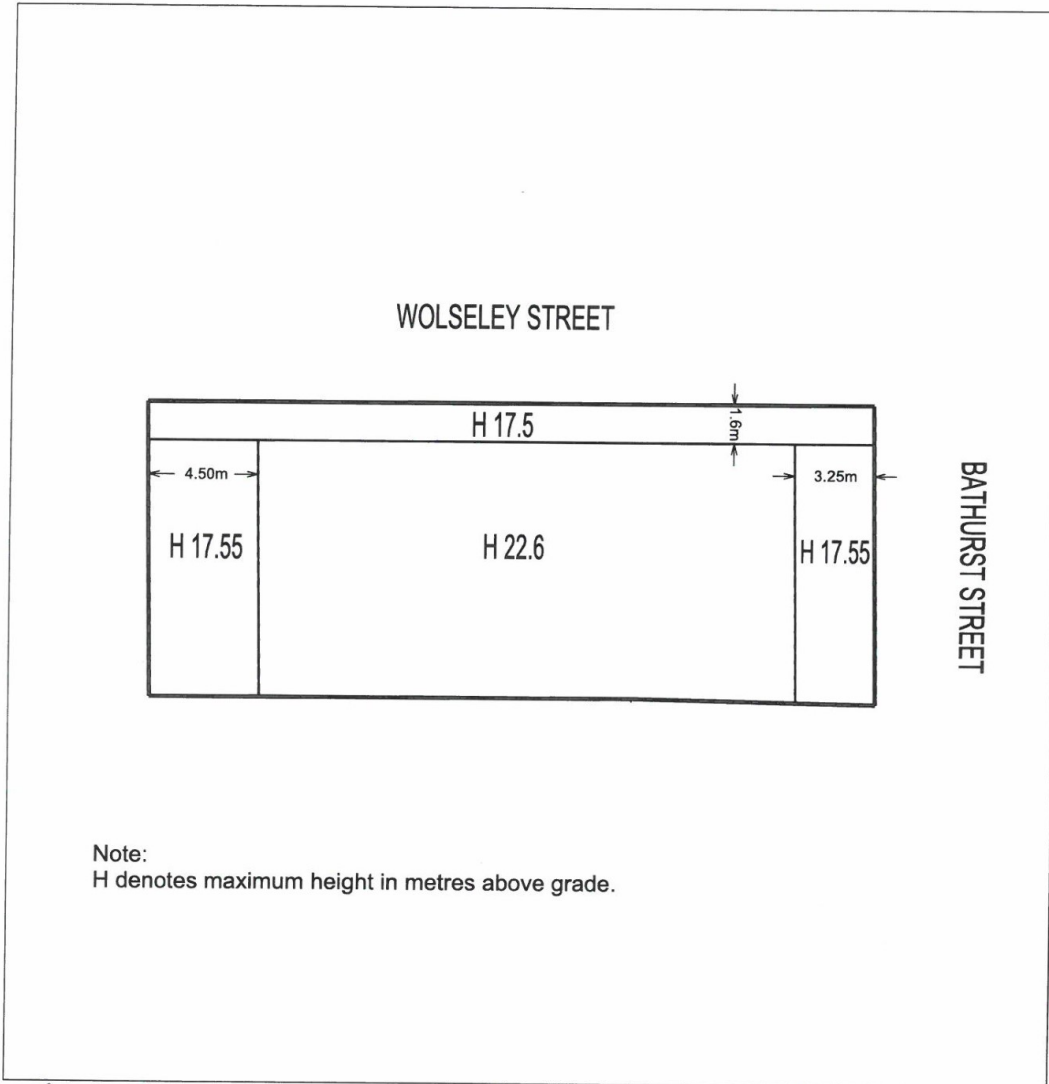 WOLSELEY STREET
H 17.5
1.6m
4.50m
3.25m
BATHURST STREET
H 17.55
H 22.6
H 17.55
Note:
H denotes maximum height in metres above grade.